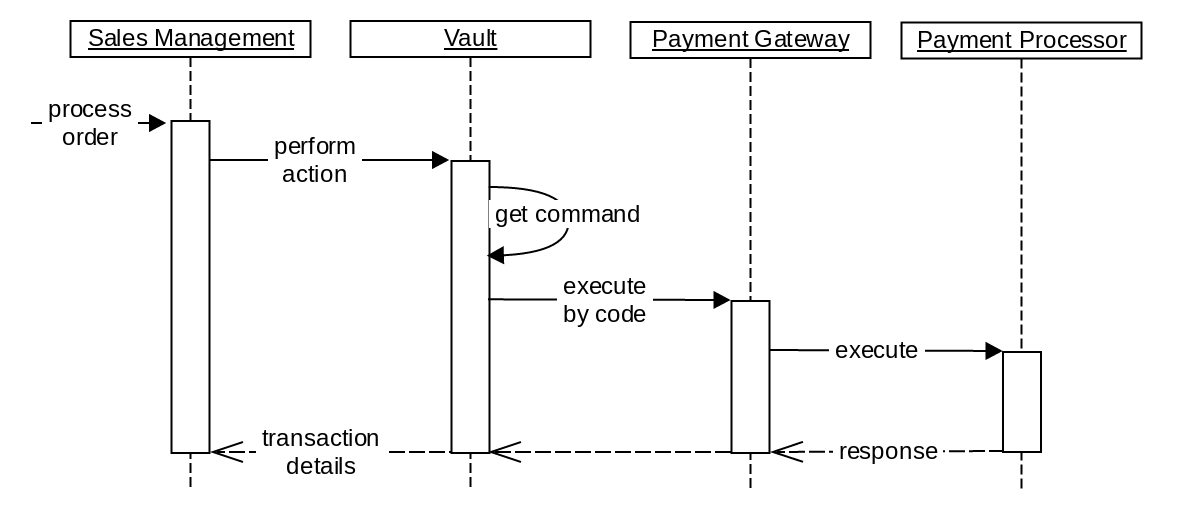 Sales Management
Vault
Payment Gateway
Payment Processor
process
order
perform
action
get command
execute
by code
execute
transaction
details
response